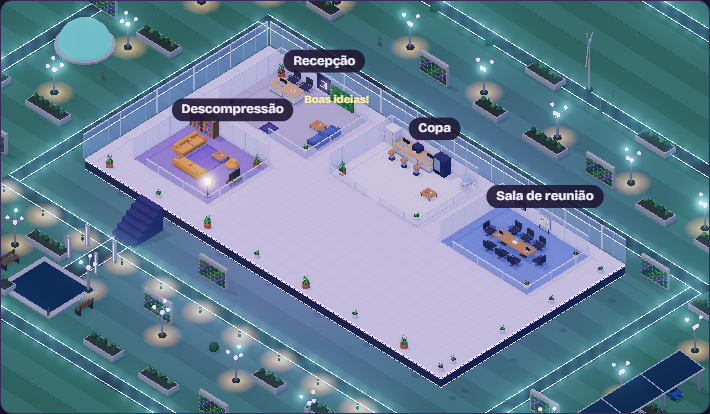 Recepção
Boas ideias!
Descompressão
Copa
Sala de reunião